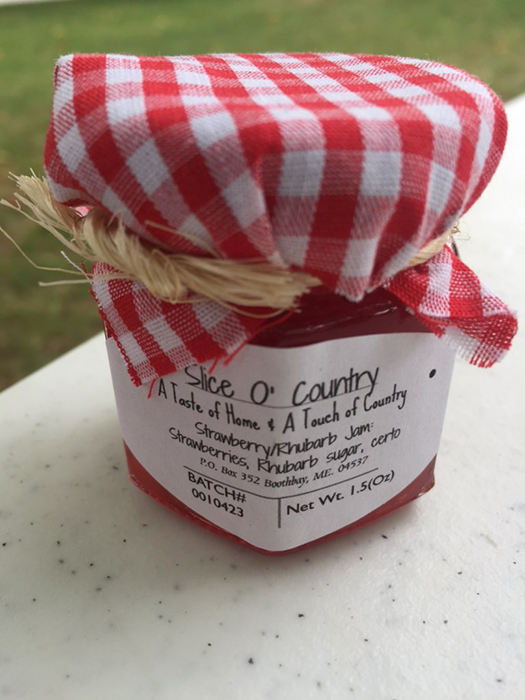 Slice O' Country
A Taste of Home & A Touch of Country
Strawberry/Rhubarb Jam:
Strawberries, Rhubarb sugar, certo
P.O. Box 352 Boothbay, ME. 04537
BATCH#
0010423
Net Wt. 1.5(Oz)